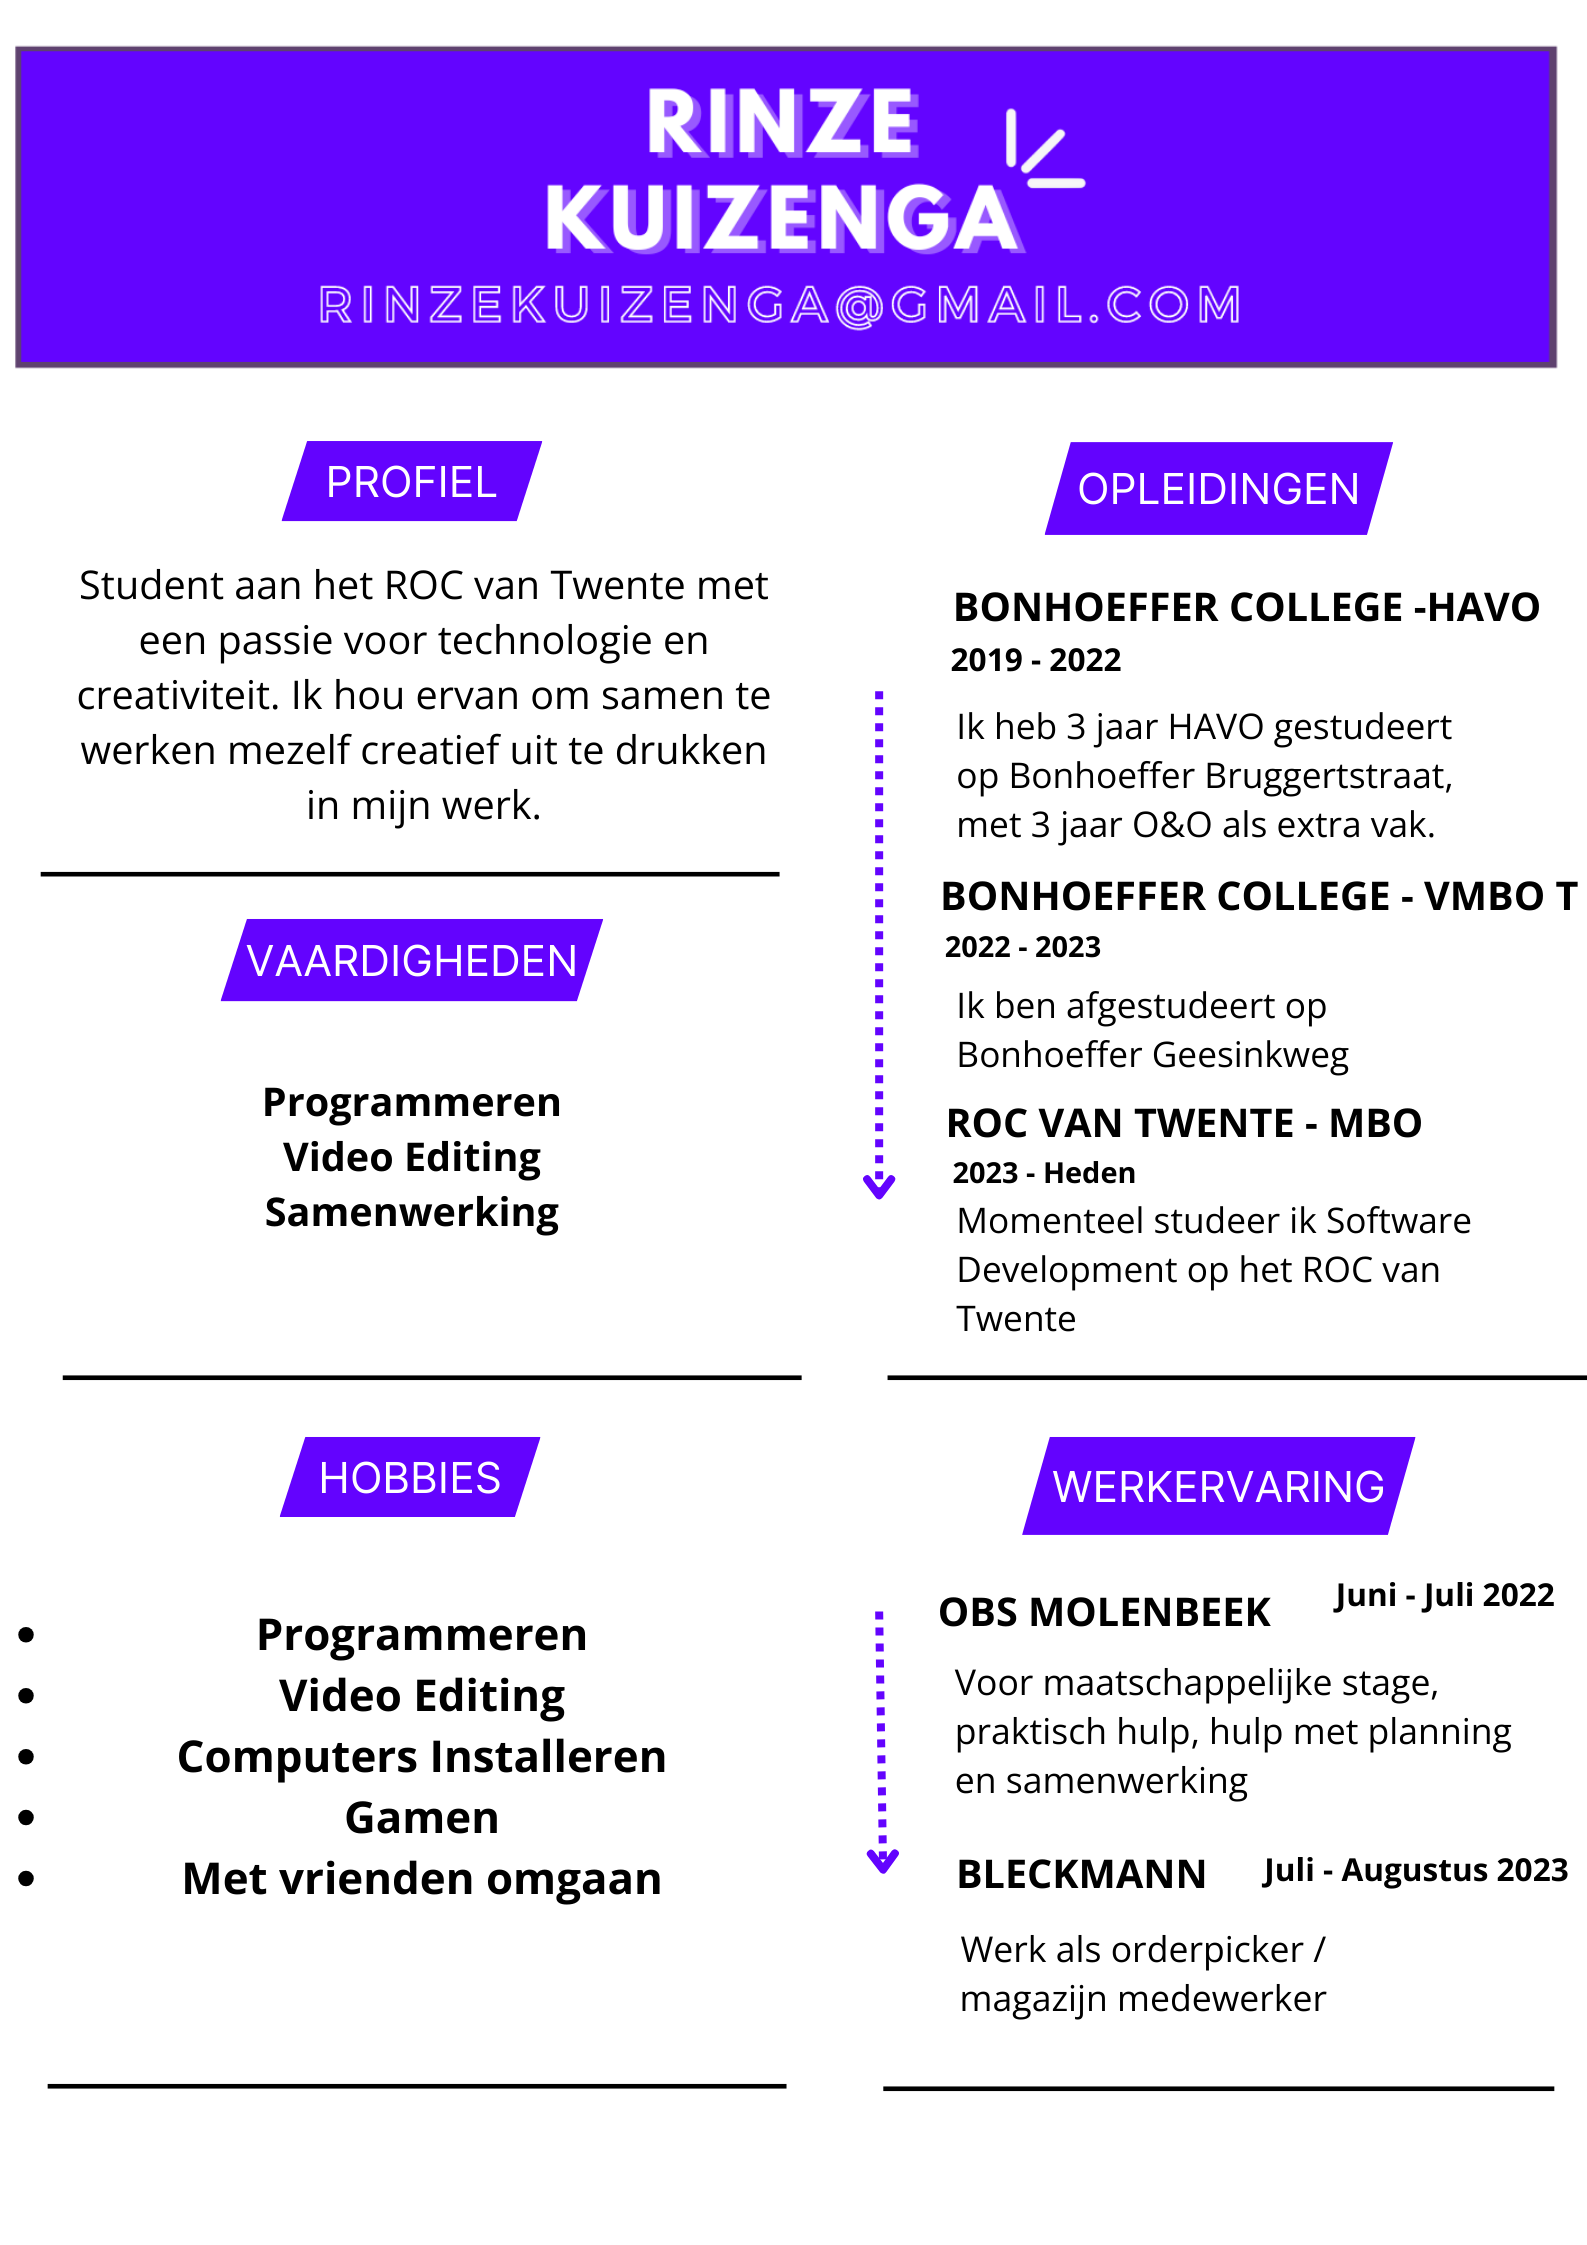 RINZE
KUIZENGA
RINZEKUIZENGA@GMAIL.COM
PROFIEL
Student aan het ROC van Twente met
een passie voor technologie en
creativiteit. Ik hou ervan om samen te
werken mezelf creatief uit te drukken
in mijn werk.
VAARDIGHEDEN
Programmeren
Video Editing
Samenwerking
HOBBIES
• Programmeren
• Video Editing
• Computers Installeren
• Gamen
• Met vrienden omgaan
OPLEIDINGEN
BONHOEFFER COLLEGE -HAVO
2019 - 2022
Ik heb 3 jaar HAVO gestudeert
op Bonhoeffer Bruggertstraat,
met 3 jaar O&O als extra vak.
BONHOEFFER COLLEGE - VMBO T
2022 - 2023
Ik ben afgestudeert op
Bonhoeffer Geesinkweg
ROC VAN TWENTE - MBO
2023 - Heden
Momenteel studeer ik Software
Development op het ROC van
Twente
WERKERVARING
OBS MOLENBEEK Juni - Juli 2022
Voor maatschappelijke stage,
praktisch hulp, hulp met planning
en samenwerking
BLECKMANN Juli - Augustus 2023
Werk als orderpicker /
magazijn medewerker